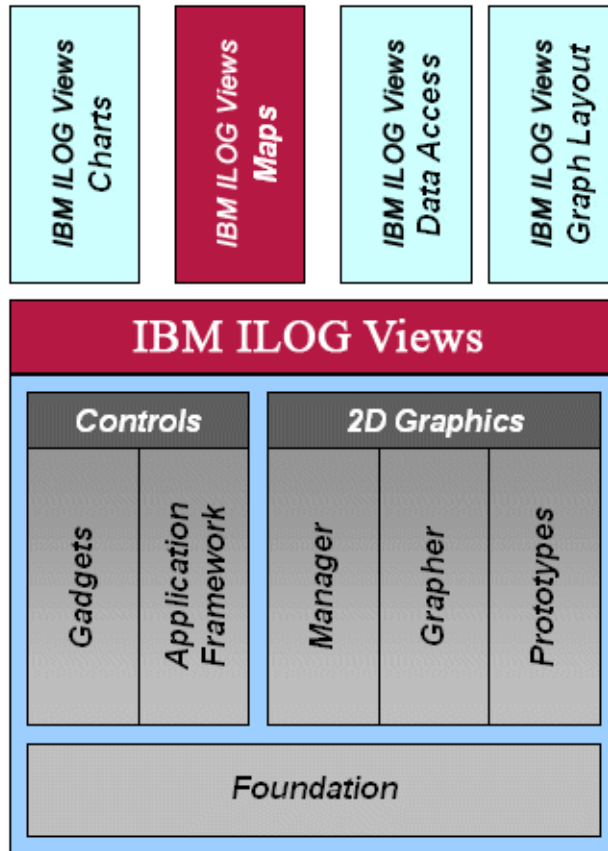 IBM ILOG Views
Charts
IBM ILOG Views
Maps
IBM ILOG Views
Data Access
IBM ILOG Views
Graph Layout
IBM ILOG Views
Controls
2D Graphics
Gadgets
Application
Framework
Manager
Grapher
Prototypes
Foundation